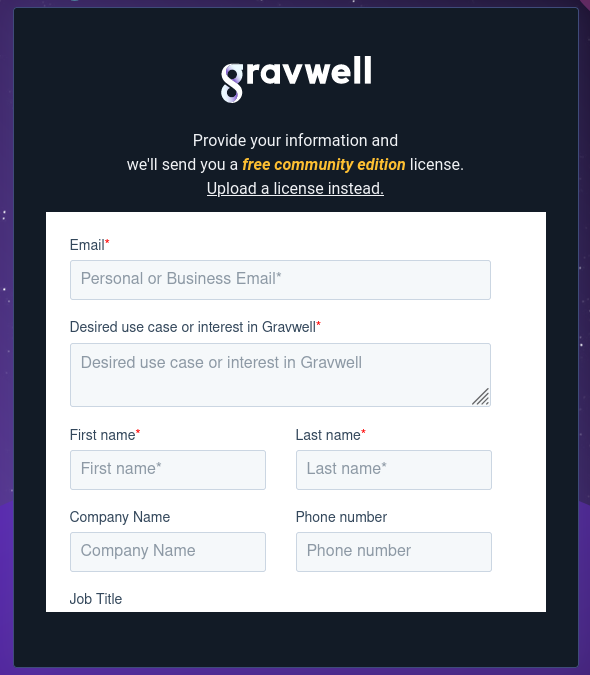 gravwell
Provide your information and
we'll send you a free community edition license.
Upload a license instead.
Email*
Personal or Business Email*
Desired use case or interest in Gravwell*
Desired use case or interest in Gravwell
First name* Last name*
First name* Last name*
Company Name Phone number
Company Name Phone number
Job Title